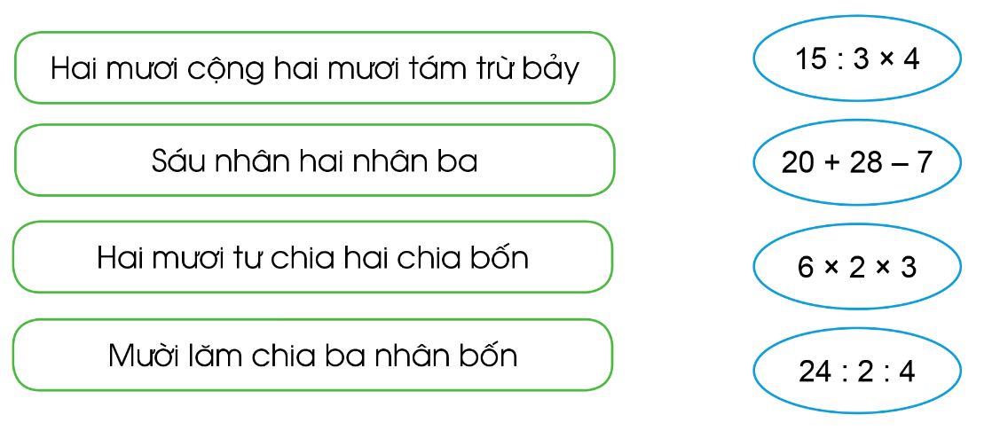 Hai mươi cộng hai mươi tám trừ bảy
15 : 3 × 4
Sáu nhân hai nhân ba
20 + 28 – 7
Hai mươi tư chia hai chia bốn
6 × 2 × 3
Mười lăm chia ba nhân bốn
24 : 2 : 4